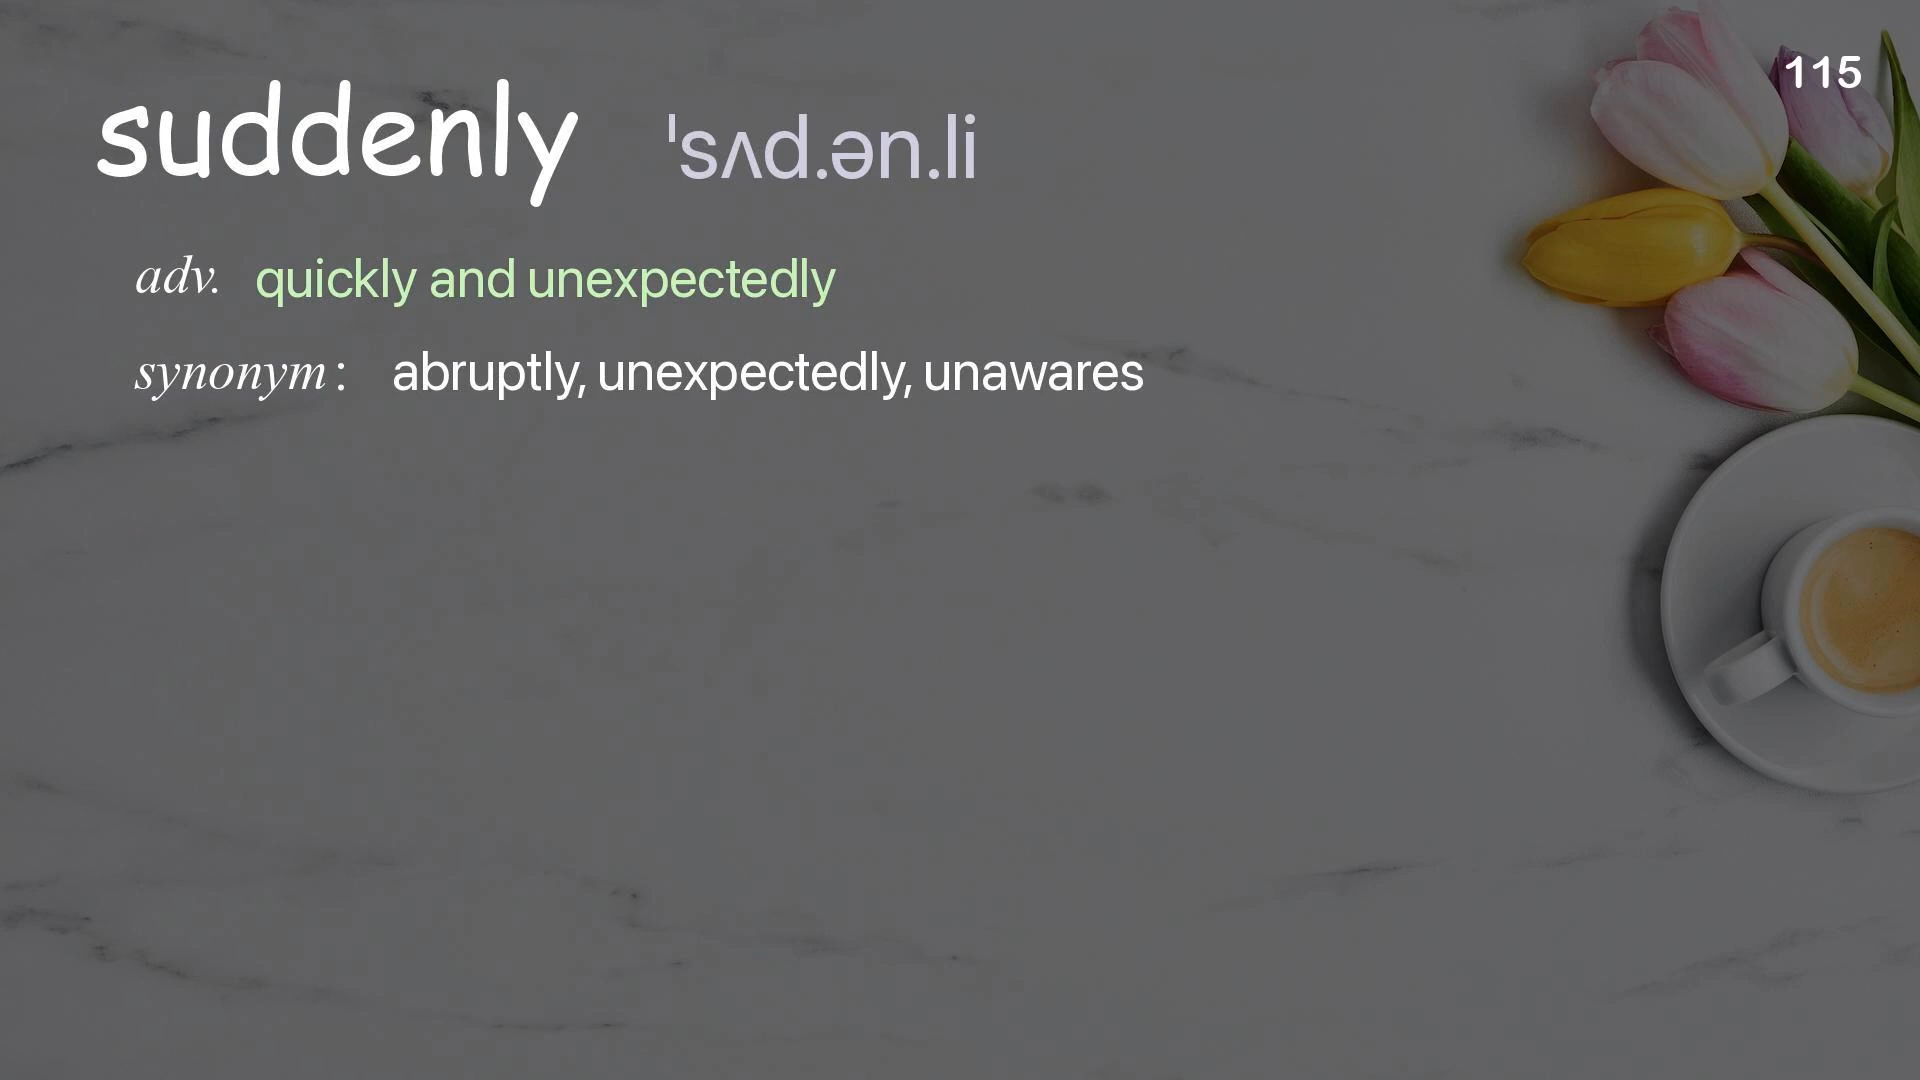 115
suddenly ˈsʌd.ən.li
adv. quickly and unexpectedly
synonym : abruptly, unexpectedly, unawares